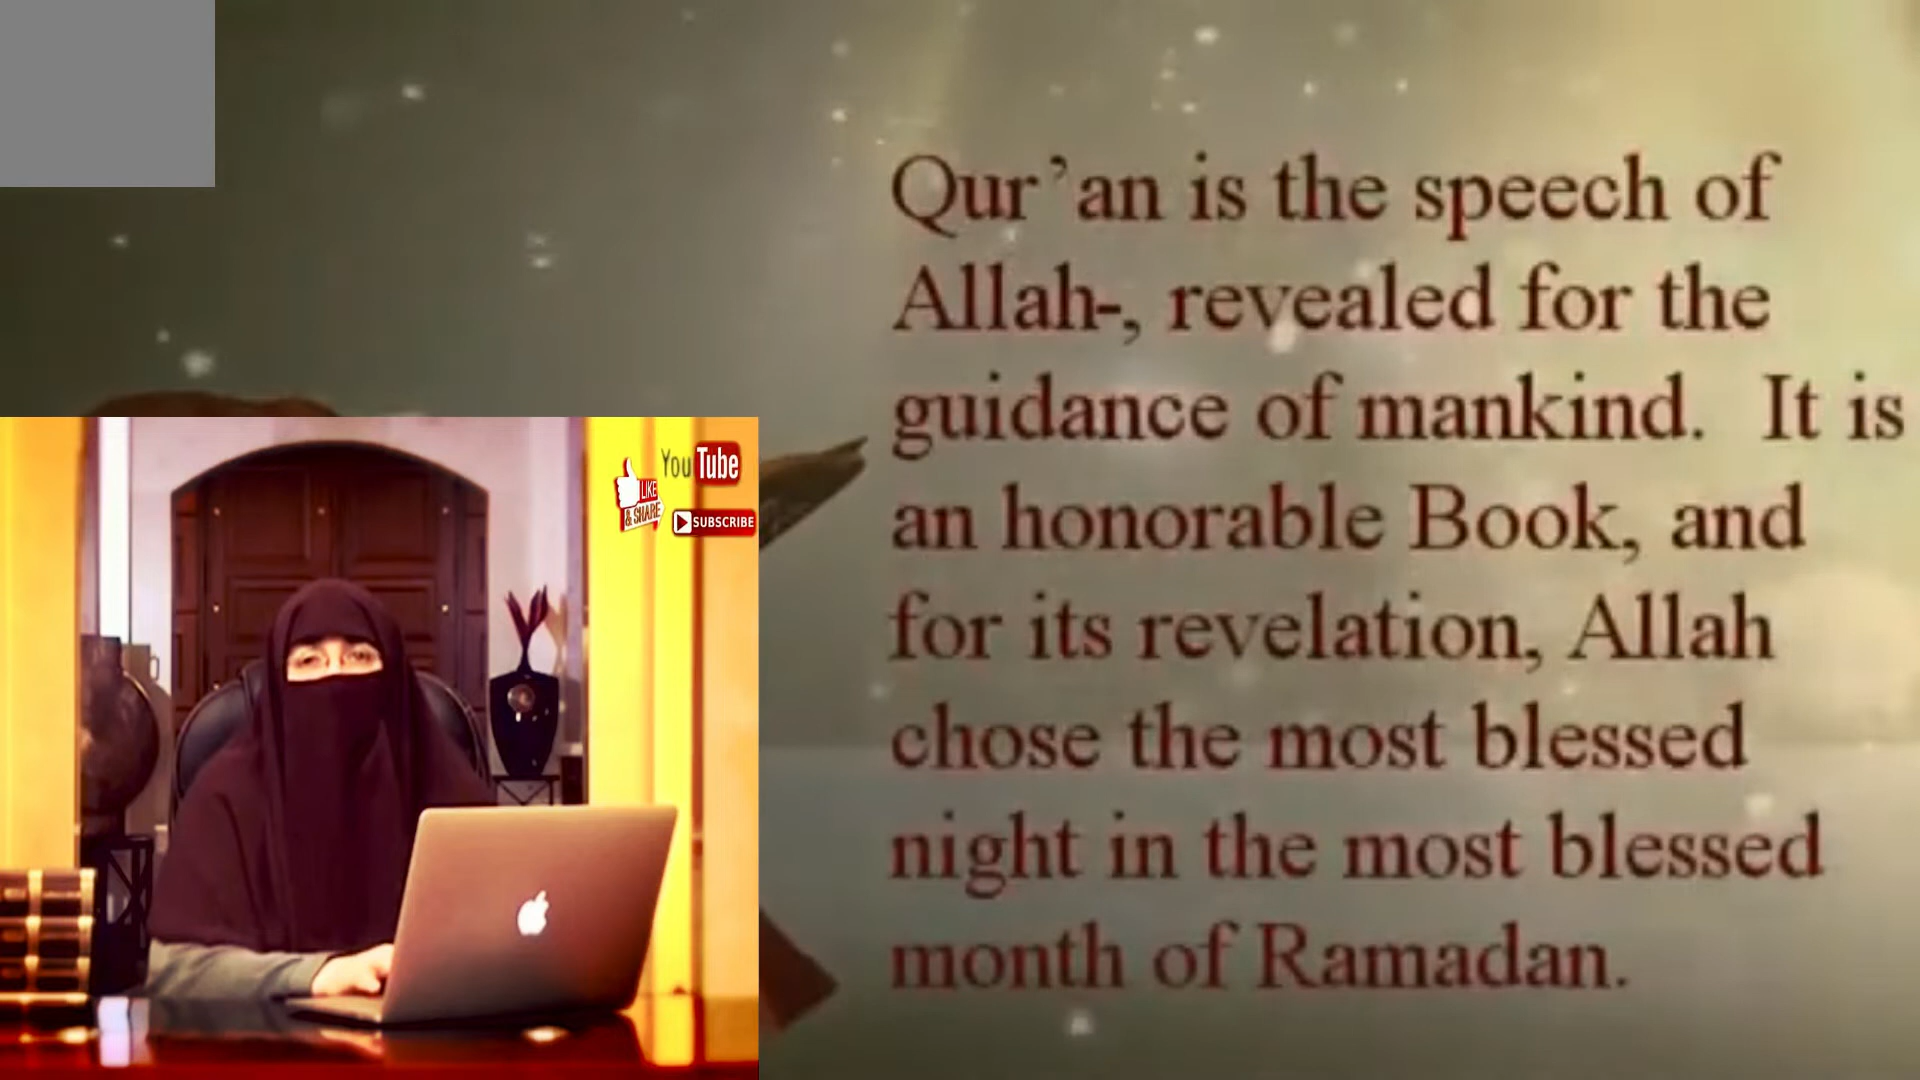 Qur’an is the speech of
Allah-, revealed for the
guidance of mankind.  It is
an honorable Book, and
for its revelation, Allah
chose the most blessed
night in the most blessed
month of Ramadan.
YouTube
LIKE
& SHARE
SUBSCRIBE